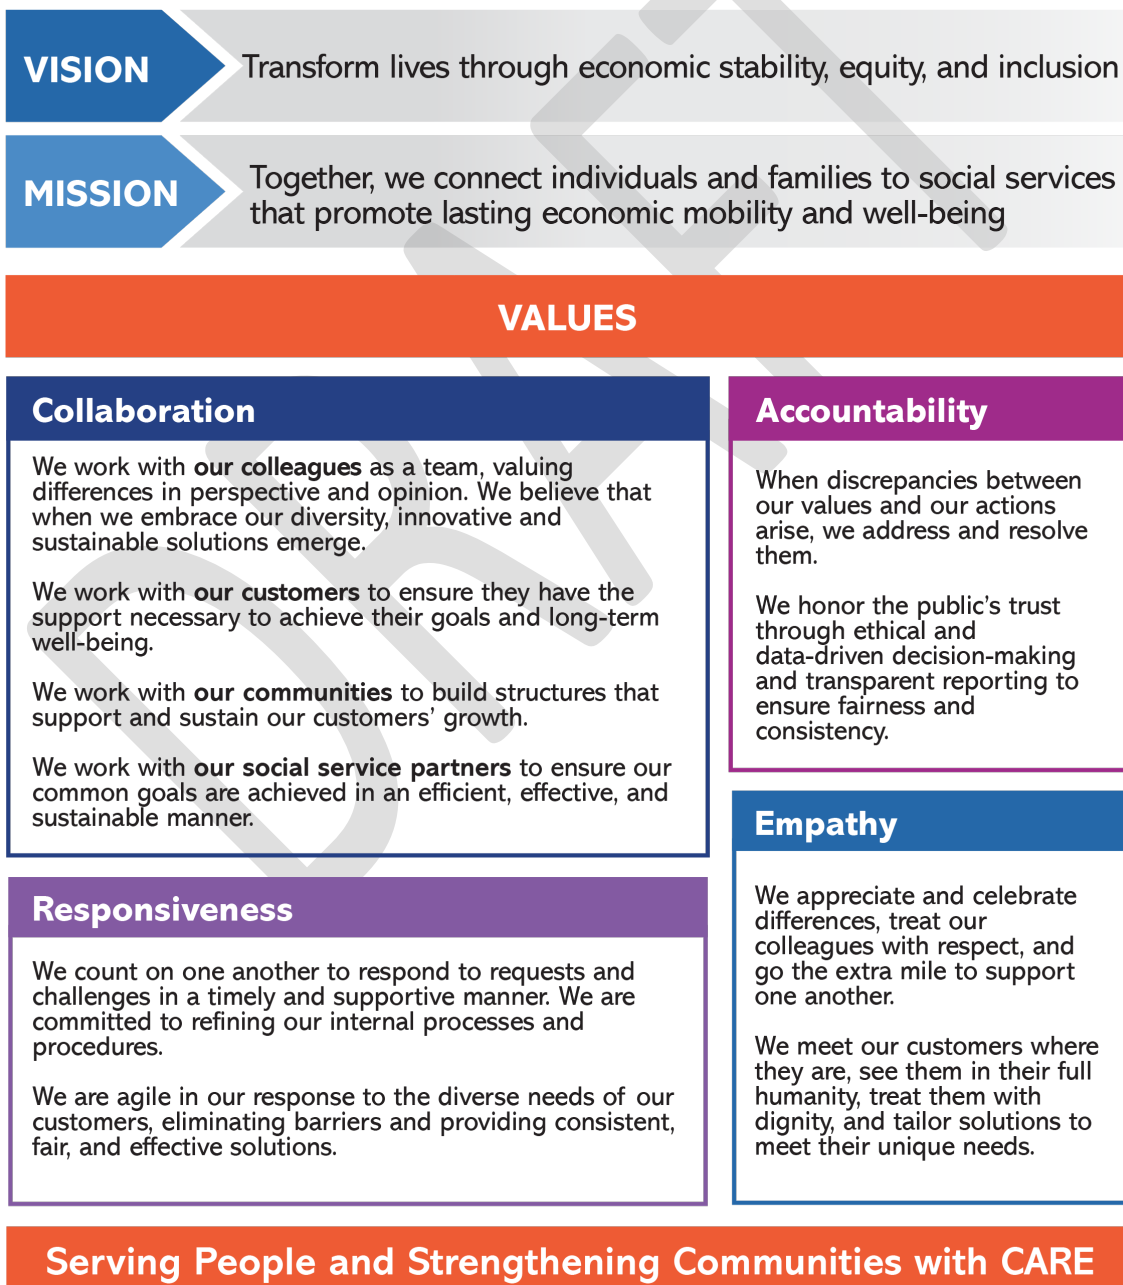 VISION
Transform lives through economic stability, equity, and inclusion
MISSION
Together, we connect individuals and families to social services
that promote lasting economic mobility and well-being
VALUES
Collaboration
We work with our colleagues as a team, valuing
differences in perspective and opinion. We believe that
when we embrace our diversity, innovative and
sustainable solutions emerge.
We work with our customers to ensure they have the
support necessary to achieve their goals and long-term
well-being.
We work with our communities to build structures that
support and sustain our customers’ growth.
We work with our social service partners to ensure our
common goals are achieved in an efficient, effective, and
sustainable manner.
Accountability
When discrepancies between
our values and our actions
arise, we address and resolve
them.
We honor the public’s trust
through ethical and
data-driven decision-making
and transparent reporting to
ensure fairness and
consistency.
Responsiveness
We count on one another to respond to requests and
challenges in a timely and supportive manner. We are
committed to refining our internal processes and
procedures.
We are agile in our response to the diverse needs of our
customers, eliminating barriers and providing consistent,
fair, and effective solutions.
Empathy
We appreciate and celebrate
differences, treat our
colleagues with respect, and
go the extra mile to support
one another.
We meet our customers where
they are, see them in their full
humanity, treat them with
dignity, and tailor solutions to
meet their unique needs.
Serving People and Strengthening Communities with CARE
DRAFT